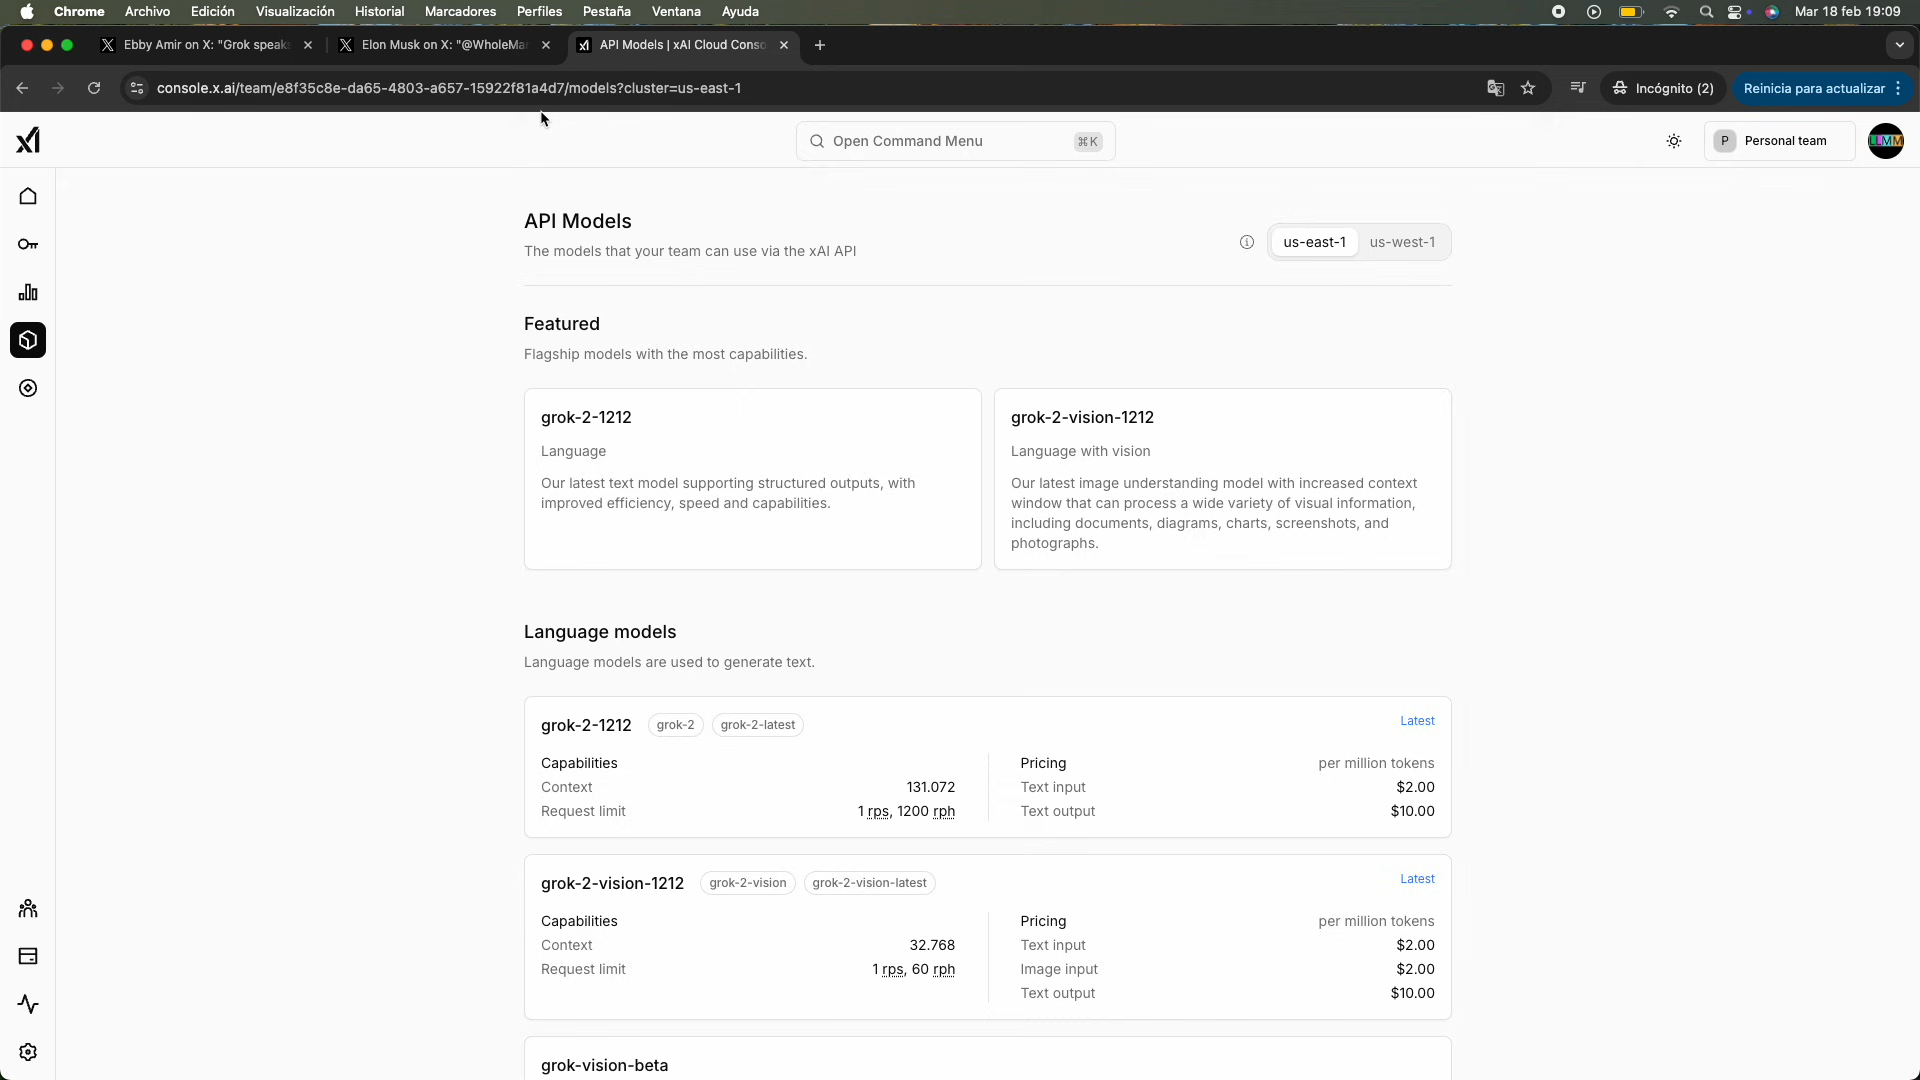 Chrome Archivo Edición Visualización Historial Marcadores Perfiles Pestaña Ventana Ayuda Mar 18 feb 19:09
Ebby Amir on X: "Grok speaks Elon Musk on X: "@WholeMar API Models | xAI Cloud Conso
console.x.ai/team/e8f35c8e-da65-4803-a657-15922f81a4d7/models?cluster=us-east-1 Incógnito (2) Reinicia para actualizar
Open Command Menu ⌘K P Personal team LLMM
API Models
The models that your team can use via the xAI API
us-east-1 us-west-1
Featured
Flagship models with the most capabilities.
grok-2-1212
Language
Our latest text model supporting structured outputs, with
improved efficiency, speed and capabilities.
grok-2-vision-1212
Language with vision
Our latest image understanding model with increased context
window that can process a wide variety of visual information,
including documents, diagrams, charts, screenshots, and
photographs.
Language models
Language models are used to generate text.
grok-2-1212 grok-2 grok-2-latest Latest
Capabilities
Context 131.072
Request limit 1 rps, 1200 rph
Pricing per million tokens
Text input $2.00
Text output $10.00
grok-2-vision-1212 grok-2-vision grok-2-vision-latest Latest
Capabilities
Context 32.768
Request limit 1 rps, 60 rph
Pricing per million tokens
Text input $2.00
Image input $2.00
Text output $10.00
grok-vision-beta